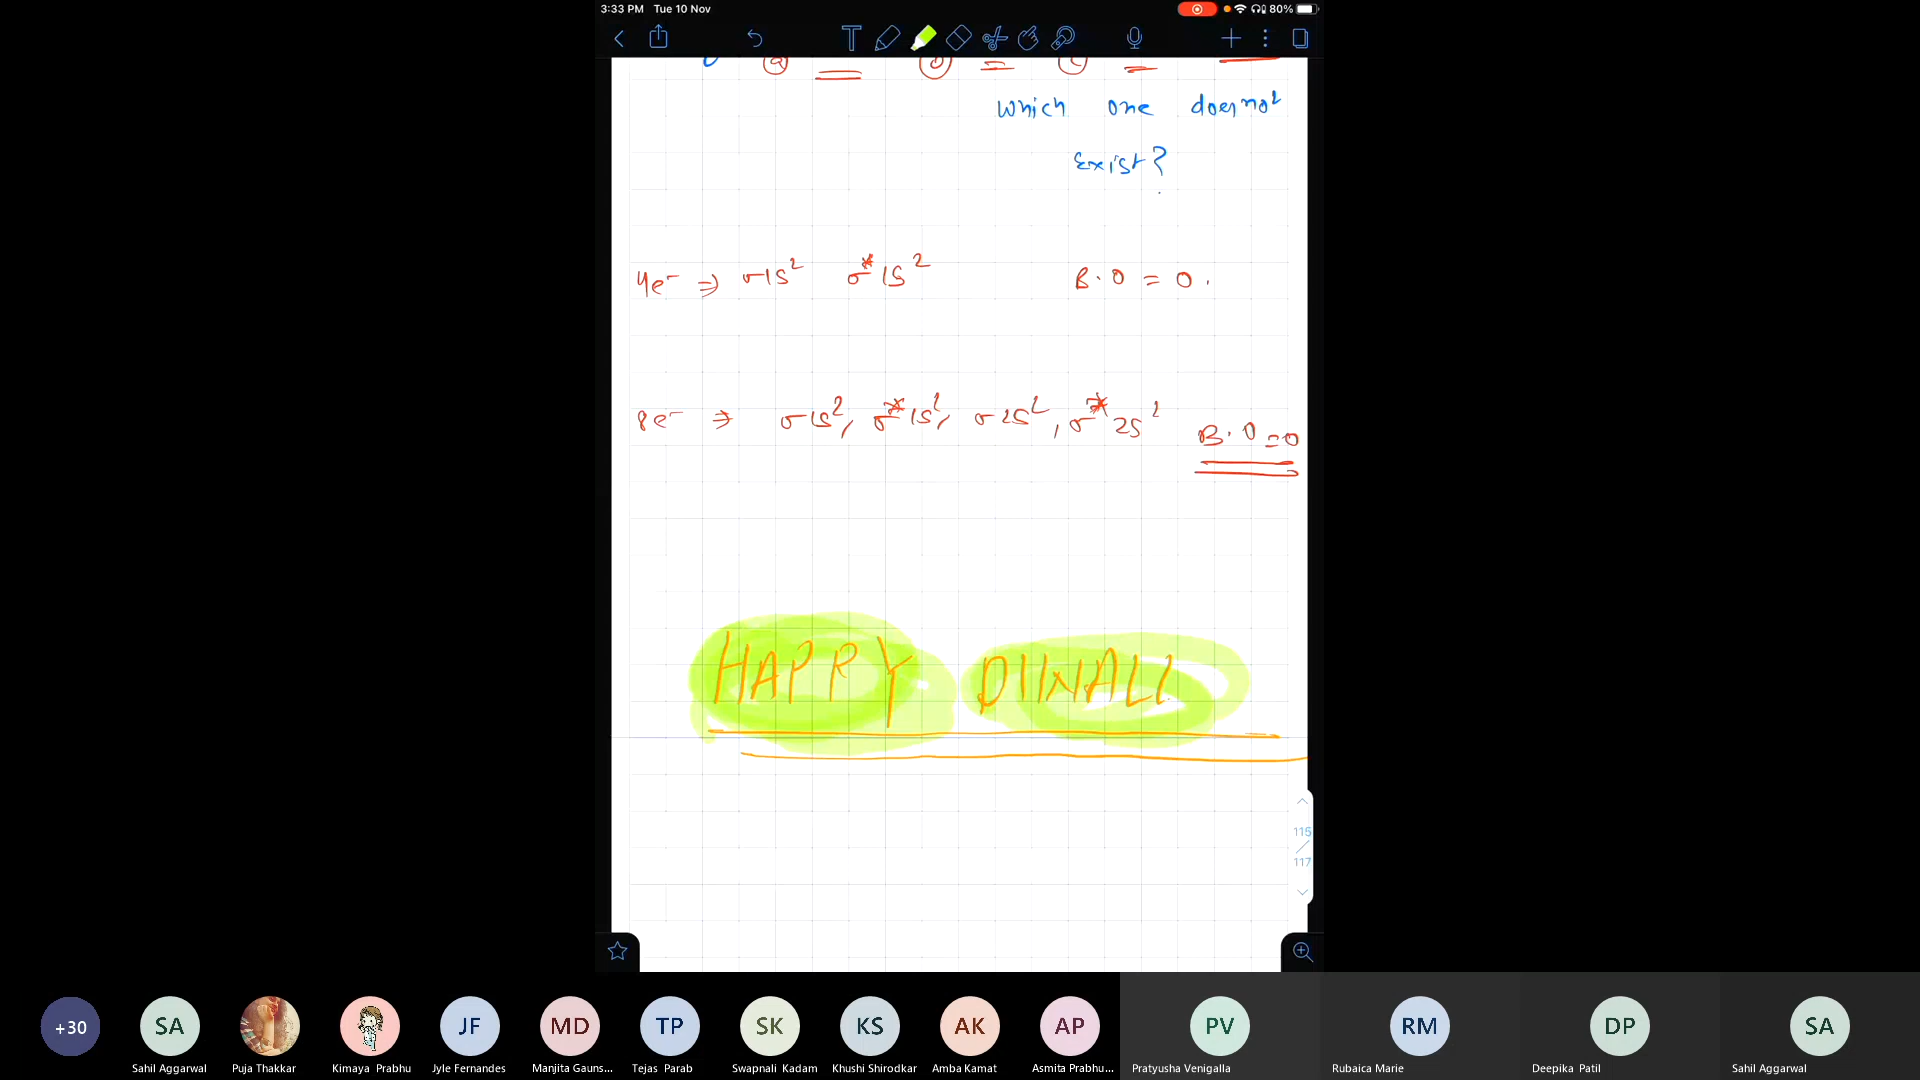 3:33 PM Tue 10 Nov 80%
T
a b c
Which one doesnot
Exist?
4e⁻ ⇒ σ1s² σ*1s² B.O = 0.
8e⁻ ⇒ σ1s², σ*1s², σ2s², σ*2s² B.O = 0
HAPPY DIWALI
115
117
+30 SA JF MD TP SK KS AK AP PV RM DP SA
Sahil Aggarwal Puja Thakkar Kimaya Prabhu Jyle Fernandes Manjita Gauns... Tejas Parab Swapnali Kadam Khushi Shirodkar Amba Kamat Asmita Prabhu... Pratyusha Venigalla Rubaica Marie Deepika Patil Sahil Aggarwal